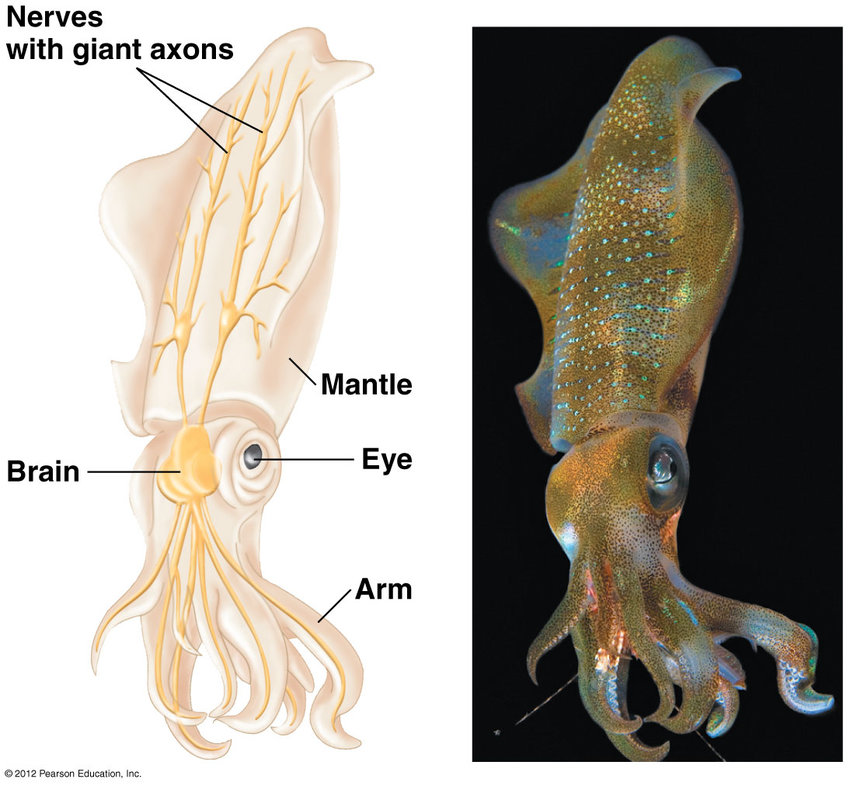 Nerves
with giant axons
Mantle
Eye
Brain
Arm
© 2012 Pearson Education, Inc.